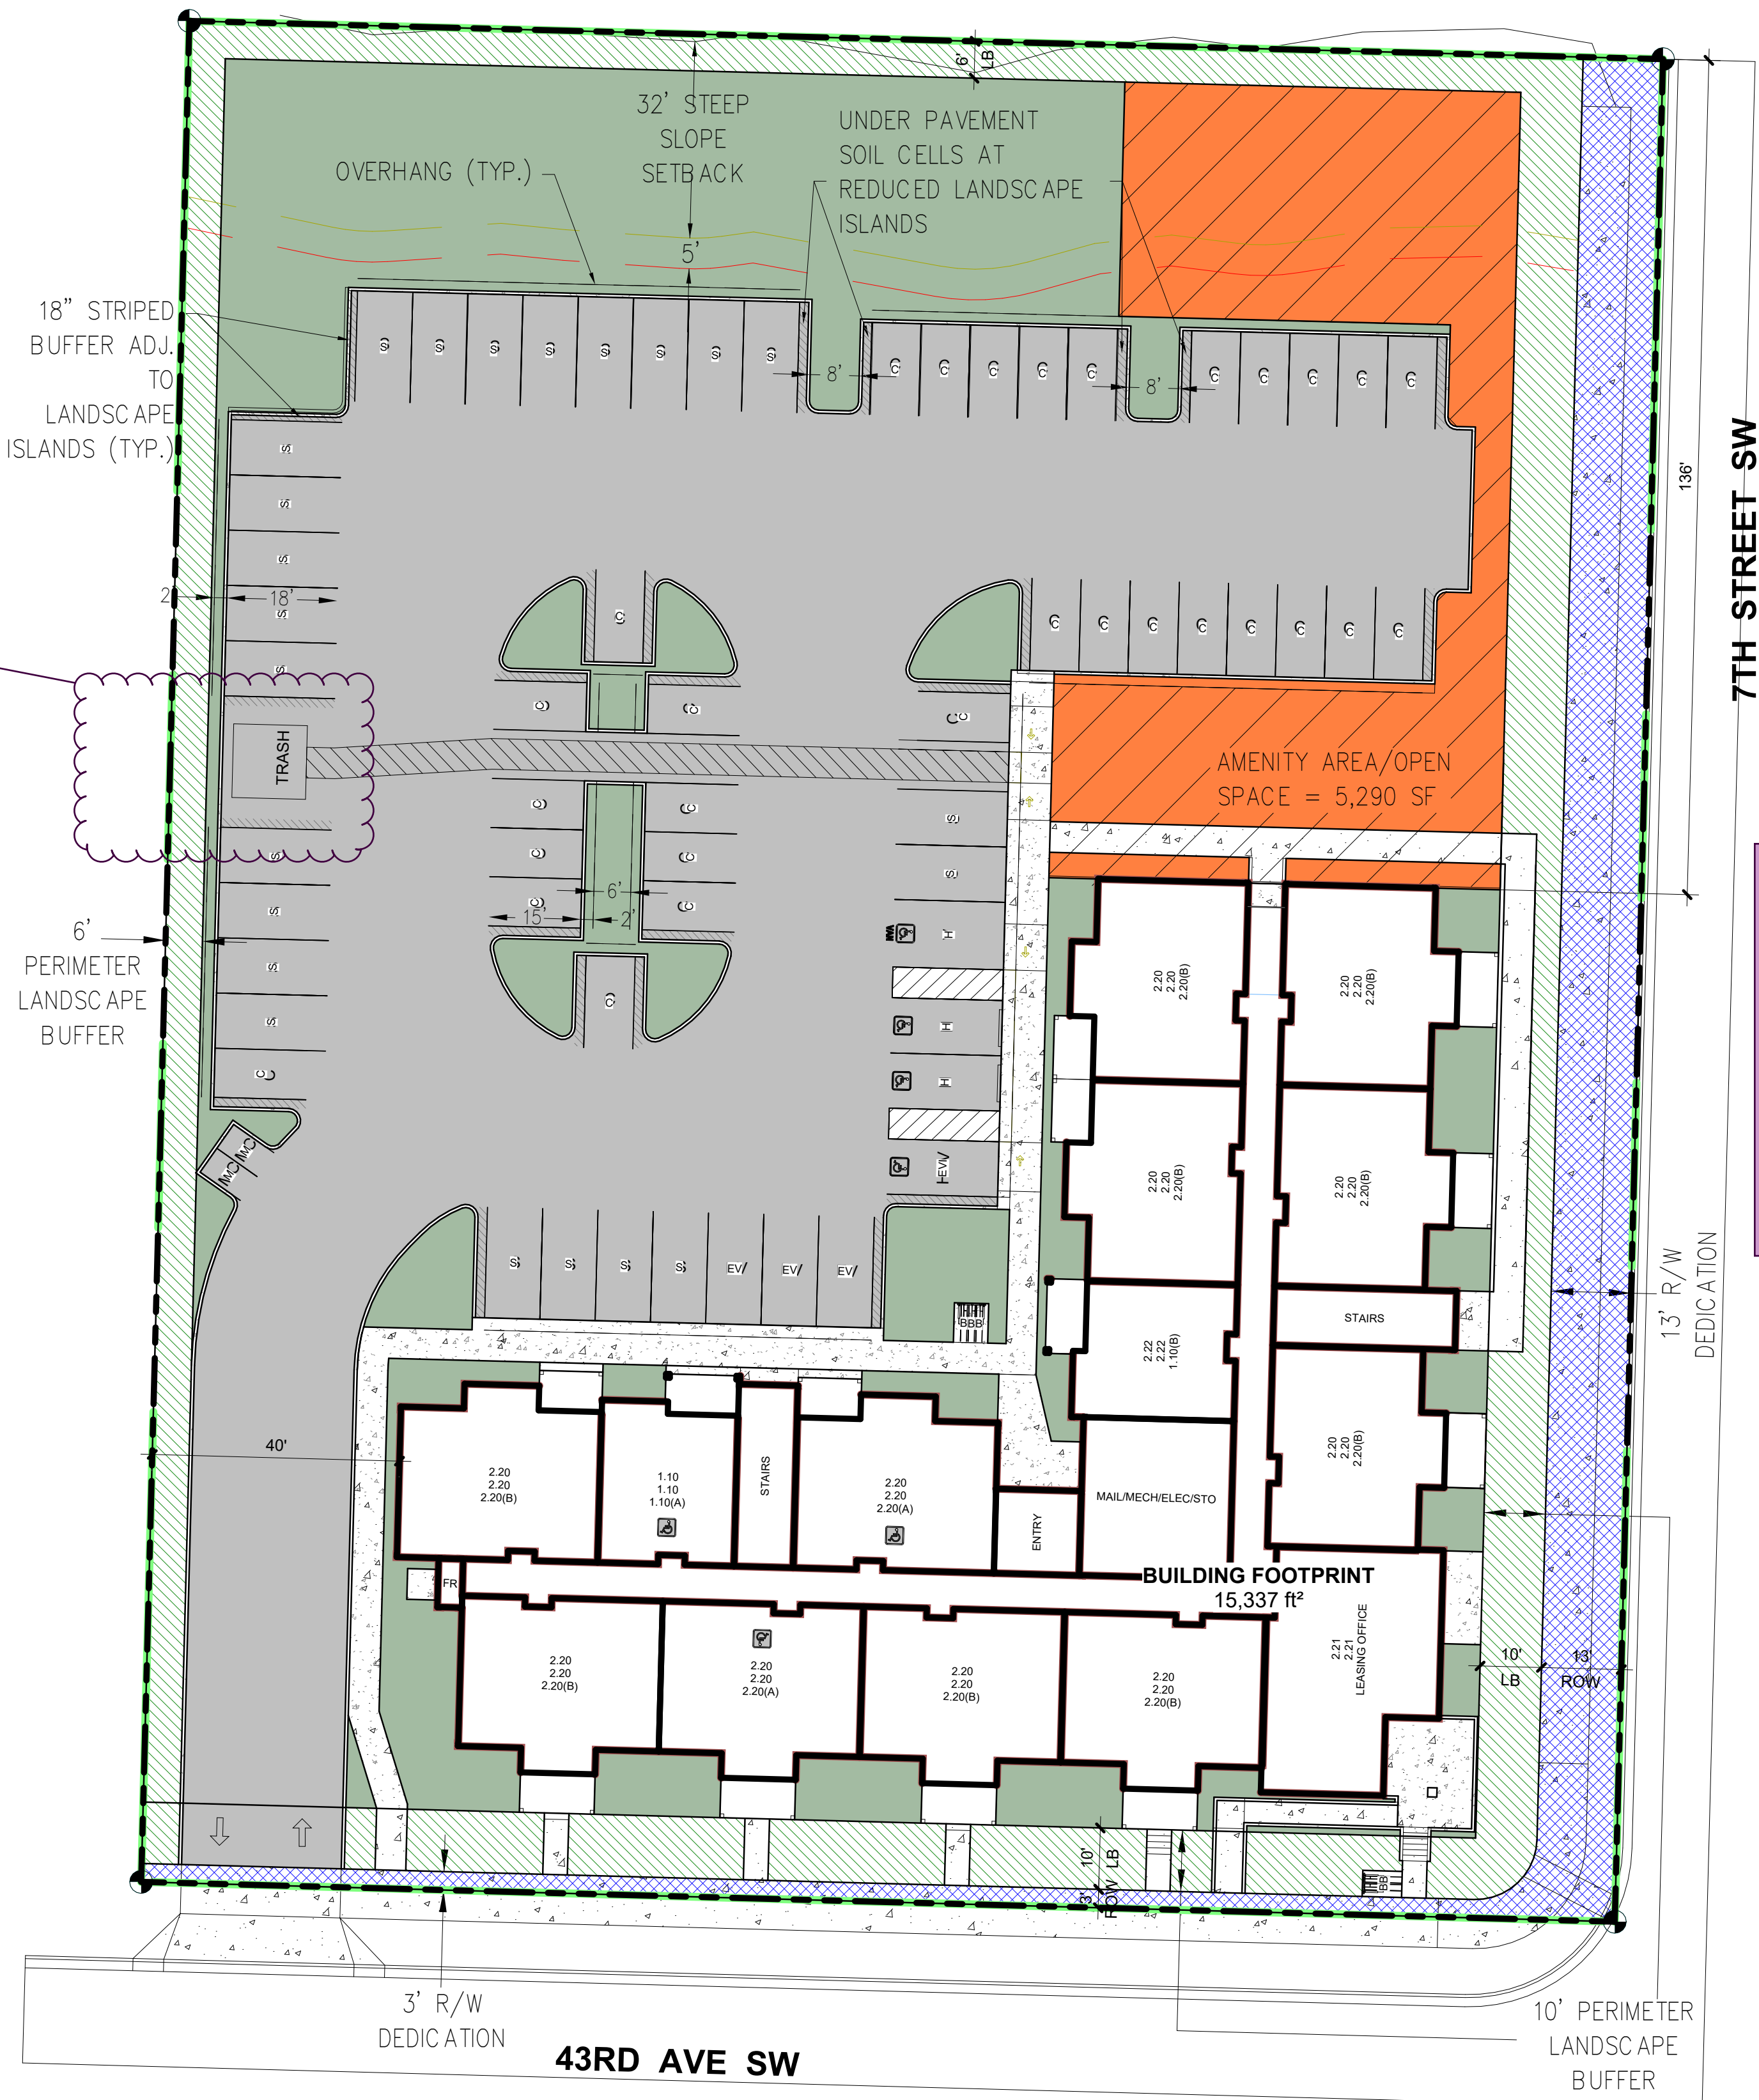 6'
LB
32' STEEP
SLOPE
SETBACK
UNDER PAVEMENT
SOIL CELLS AT
REDUCED LANDSCAPE
ISLANDS
OVERHANG (TYP.)
5'
18" STRIPED
BUFFER ADJ.
TO
LANDSCAPE
ISLANDS (TYP.)
S S S S S S S S
8'
C C C C C
8'
C C C C C
136'
7TH STREET SW
S
S
S
2
18'
S
S
C
C C C C C C C C
C
C
C
TRASH
AMENITY AREA/OPEN
SPACE = 5,290 SF
C
C
S
C
C
S
S
6'
15'
2'
C
C
S
VAN
H
6'
PERIMETER
LANDSCAPE
BUFFER
S
S
C
C
H
H
MC
MC
HEV
2.20
2.20
2.20(B)
2.20
2.20
2.20(B)
2.20
2.20
2.20(B)
2.20
2.20
2.20(B)
S S S S EV EV EV
BBB
STAIRS
13' R/W
DEDICATION
2.22
2.22
1.10(B)
2.20
2.20
2.20(B)
40'
2.20
2.20
2.20(B)
1.10
1.10
1.10(A)
STAIRS
2.20
2.20
2.20(A)
ENTRY
MAIL/MECH/ELEC/STO
FR
BUILDING FOOTPRINT
15,337 ft²
2.20
2.20
2.20(B)
2.20
2.20
2.20(A)
2.20
2.20
2.20(B)
2.20
2.20
2.20(B)
2.21
2.21
LEASING OFFICE
10'
LB
13'
ROW
10'
LB
3'
ROW
BB
3' R/W
DEDICATION
43RD AVE SW
10' PERIMETER
LANDSCAPE
BUFFER